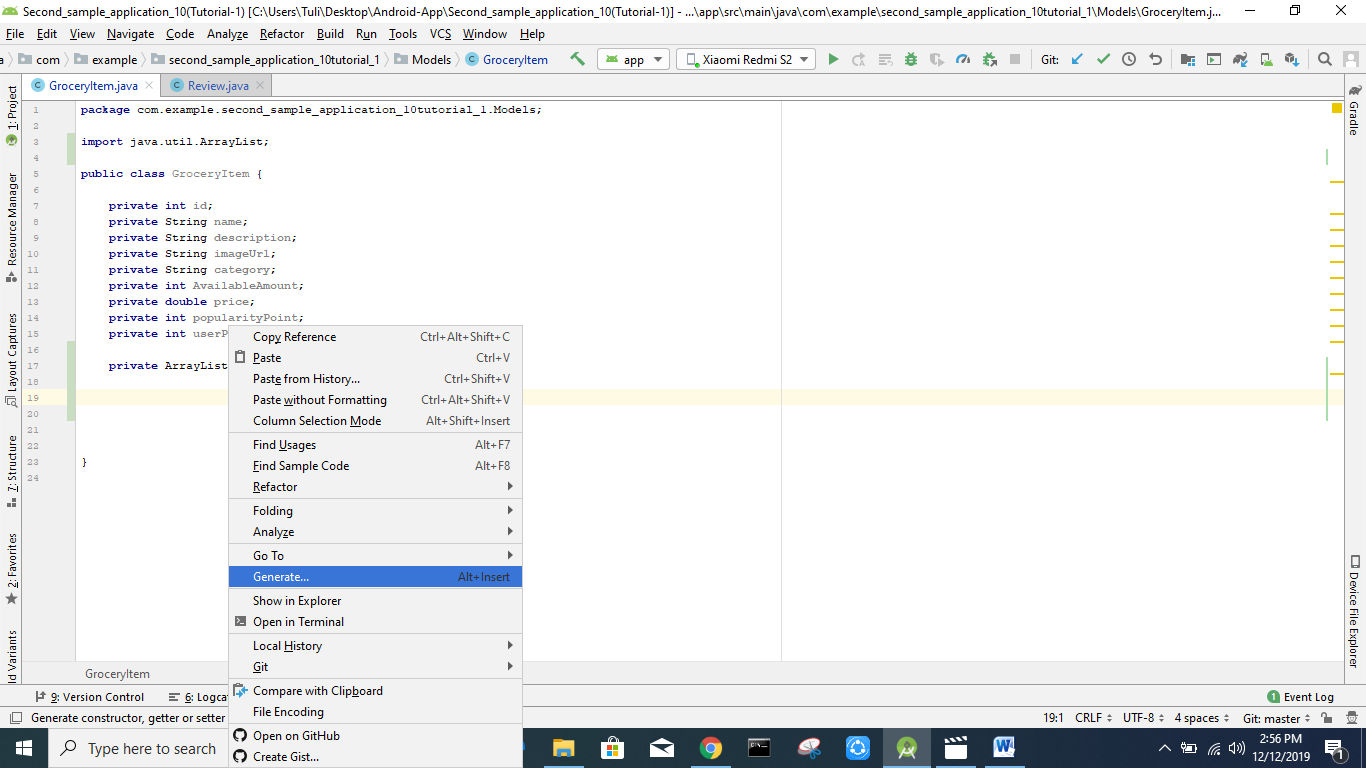 Second_sample_application_10(Tutorial-1) [C:\Users\Tuli\Desktop\Android-App\Second_sample_application_10(Tutorial-1)] - ...\app\src\main\java\com\example\second_sample_application_10tutorial_1\Models\GroceryItem.j...
File Edit View Navigate Code Analyze Refactor Build Run Tools VCS Window Help
com example second_sample_application_10tutorial_1 Models GroceryItem app Xiaomi Redmi S2 Git:
GroceryItem.java Review.java
1: Project
Resource Manager
Layout Captures
7: Structure
2: Favorites
ld Variants
Gradle
Device File Explorer
1 package com.example.second_sample_application_10tutorial_1.Models;
2
3 import java.util.ArrayList;
4
5 public class GroceryItem {
6
7 private int id;
8 private String name;
9 private String description;
10 private String imageUrl;
11 private String category;
12 private int AvailableAmount;
13 private double price;
14 private int popularityPoint;
15 private int userP
16
17 private ArrayList
18
19
20
21
22
23 }
24
Copy Reference Ctrl+Alt+Shift+C
Paste Ctrl+V
Paste from History... Ctrl+Shift+V
Paste without Formatting Ctrl+Alt+Shift+V
Column Selection Mode Alt+Shift+Insert
Find Usages Alt+F7
Find Sample Code Alt+F8
Refactor
Folding
Analyze
Go To
Generate... Alt+Insert
Show in Explorer
Open in Terminal
Local History
Git
Compare with Clipboard
File Encoding
Open on GitHub
Create Gist...
GroceryItem
9: Version Control 6: Logca 1 Event Log
Generate constructor, getter or setter 19:1 CRLF UTF-8 4 spaces Git: master
Type here to search
2:56 PM
12/12/2019
1